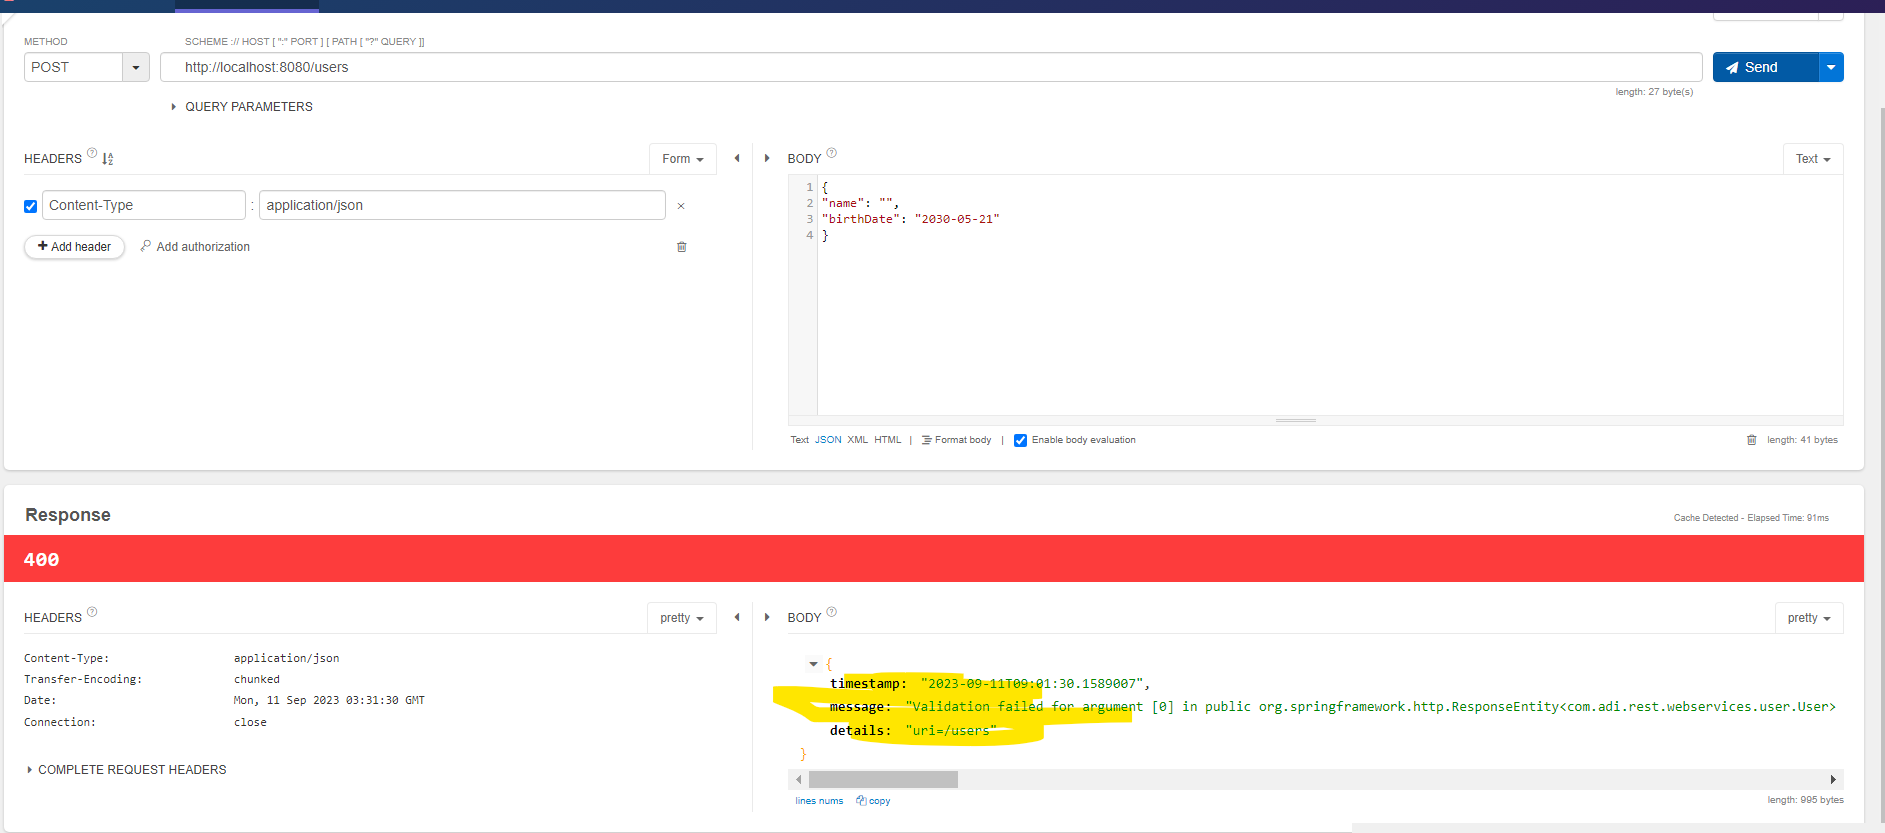 METHOD
SCHEME :// HOST [ ":" PORT ] [ PATH [ "?" QUERY ]]
POST
http://localhost:8080/users
Send
length: 27 byte(s)
QUERY PARAMETERS
HEADERS ?
Form
BODY ?
Text
Content-Type : application/json ×
+ Add header
Add authorization
1 {
2 "name": "",
3 "birthDate": "2030-05-21"
4 }
Text JSON XML HTML | Format body | Enable body evaluation
length: 41 bytes
Response
Cache Detected - Elapsed Time: 91ms
400
HEADERS ?
pretty
BODY ?
pretty
Content-Type: application/json
Transfer-Encoding: chunked
Date: Mon, 11 Sep 2023 03:31:30 GMT
Connection: close
COMPLETE REQUEST HEADERS
{
timestamp: "2023-09-11T09:01:30.1589007",
message: "Validation failed for argument [0] in public org.springframework.http.ResponseEntity<com.adi.rest.webservices.user.User>
details: "uri=/users"
}
lines nums copy
length: 995 bytes